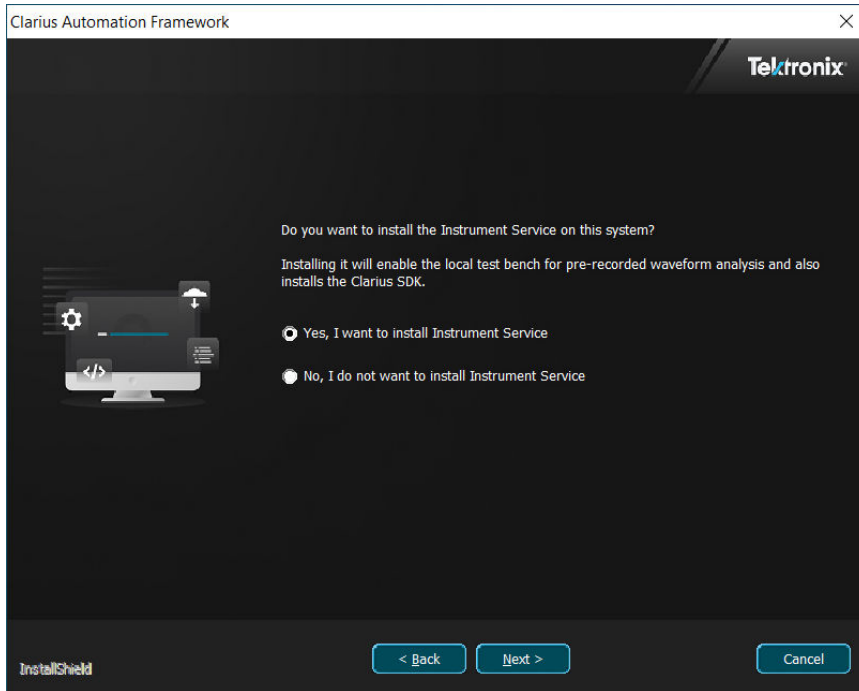 Clarius Automation Framework
Tektronix
Do you want to install the Instrument Service on this system?
Installing it will enable the local test bench for pre-recorded waveform analysis and also
installs the Clarius SDK.
Yes, I want to install Instrument Service
</>
No, I do not want to install Instrument Service
InstallShield
< Back
Next >
Cancel